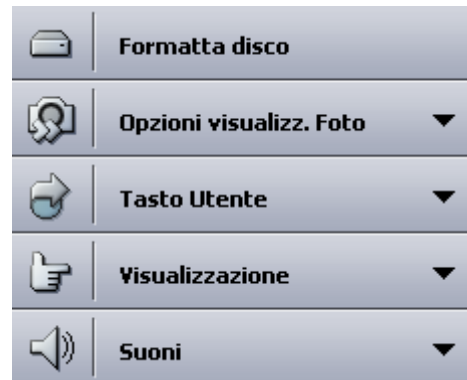 Formatta disco
Opzioni visualizz. Foto
Tasto Utente
Visualizzazione
Suoni